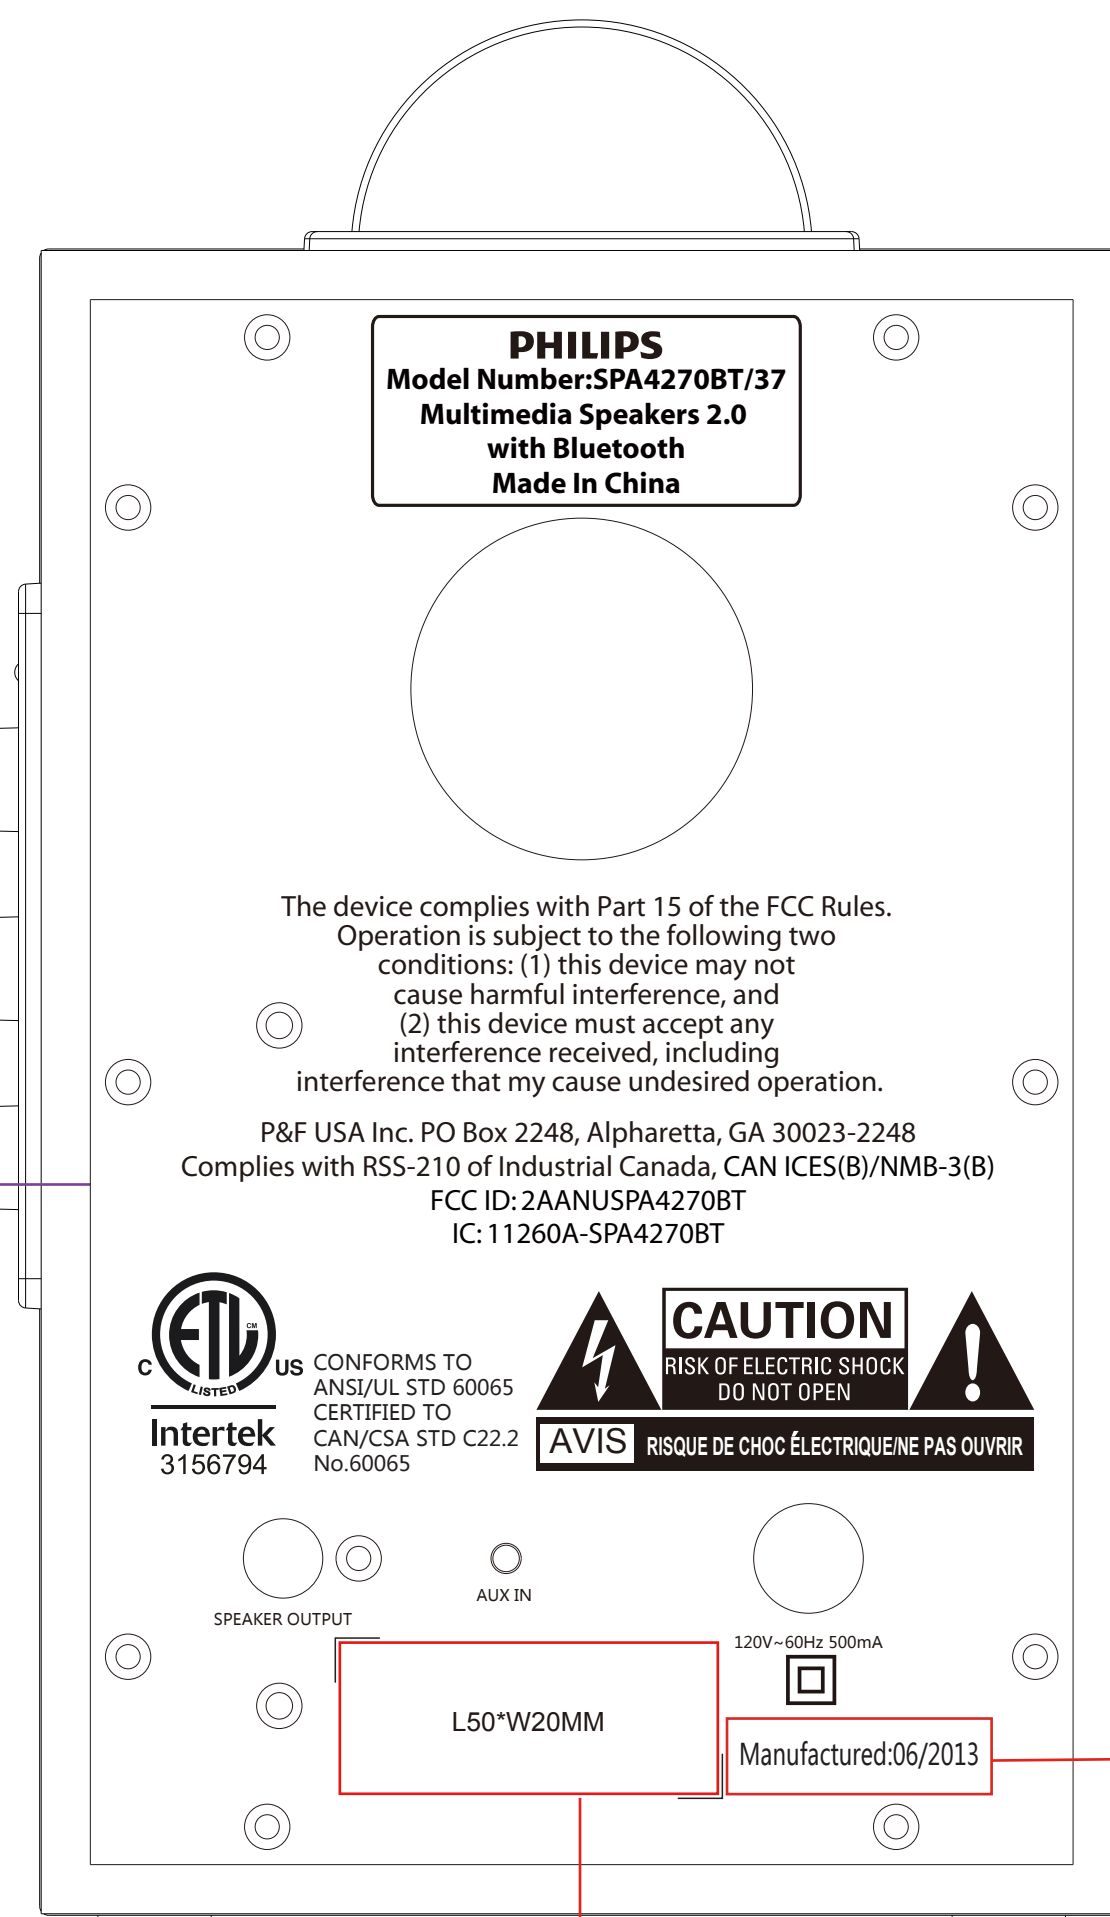 PHILIPS
Model Number:SPA4270BT/37
Multimedia Speakers 2.0
with Bluetooth
Made In China
The device complies with Part 15 of the FCC Rules.
Operation is subject to the following two
conditions: (1) this device may not
cause harmful interference, and
(2) this device must accept any
interference received, including
interference that my cause undesired operation.
P&F USA Inc. PO Box 2248, Alpharetta, GA 30023-2248
Complies with RSS-210 of Industrial Canada, CAN ICES(B)/NMB-3(B)
FCC ID: 2AANUSPA4270BT
IC: 11260A-SPA4270BT
ETL CM
C US
LISTED
Intertek
3156794
CONFORMS TO
ANSI/UL STD 60065
CERTIFIED TO
CAN/CSA STD C22.2
No.60065
CAUTION
RISK OF ELECTRIC SHOCK
DO NOT OPEN
AVIS RISQUE DE CHOC ÉLECTRIQUE/NE PAS OUVRIR
SPEAKER OUTPUT
AUX IN
120V~60Hz 500mA
L50*W20MM
Manufactured:06/2013